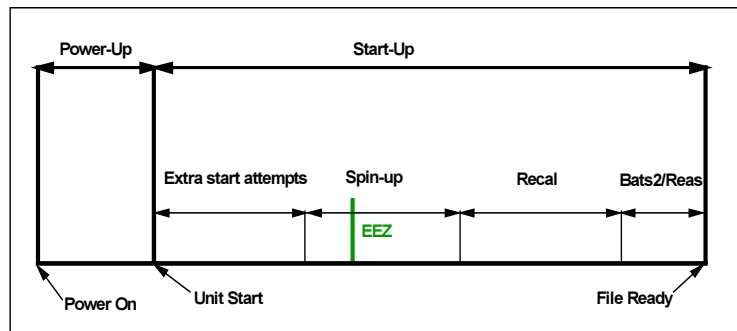 Power-Up
Start-Up
Extra start attempts
Spin-up
Recal
Bats2/Reas
EEZ
Power On
Unit Start
File Ready